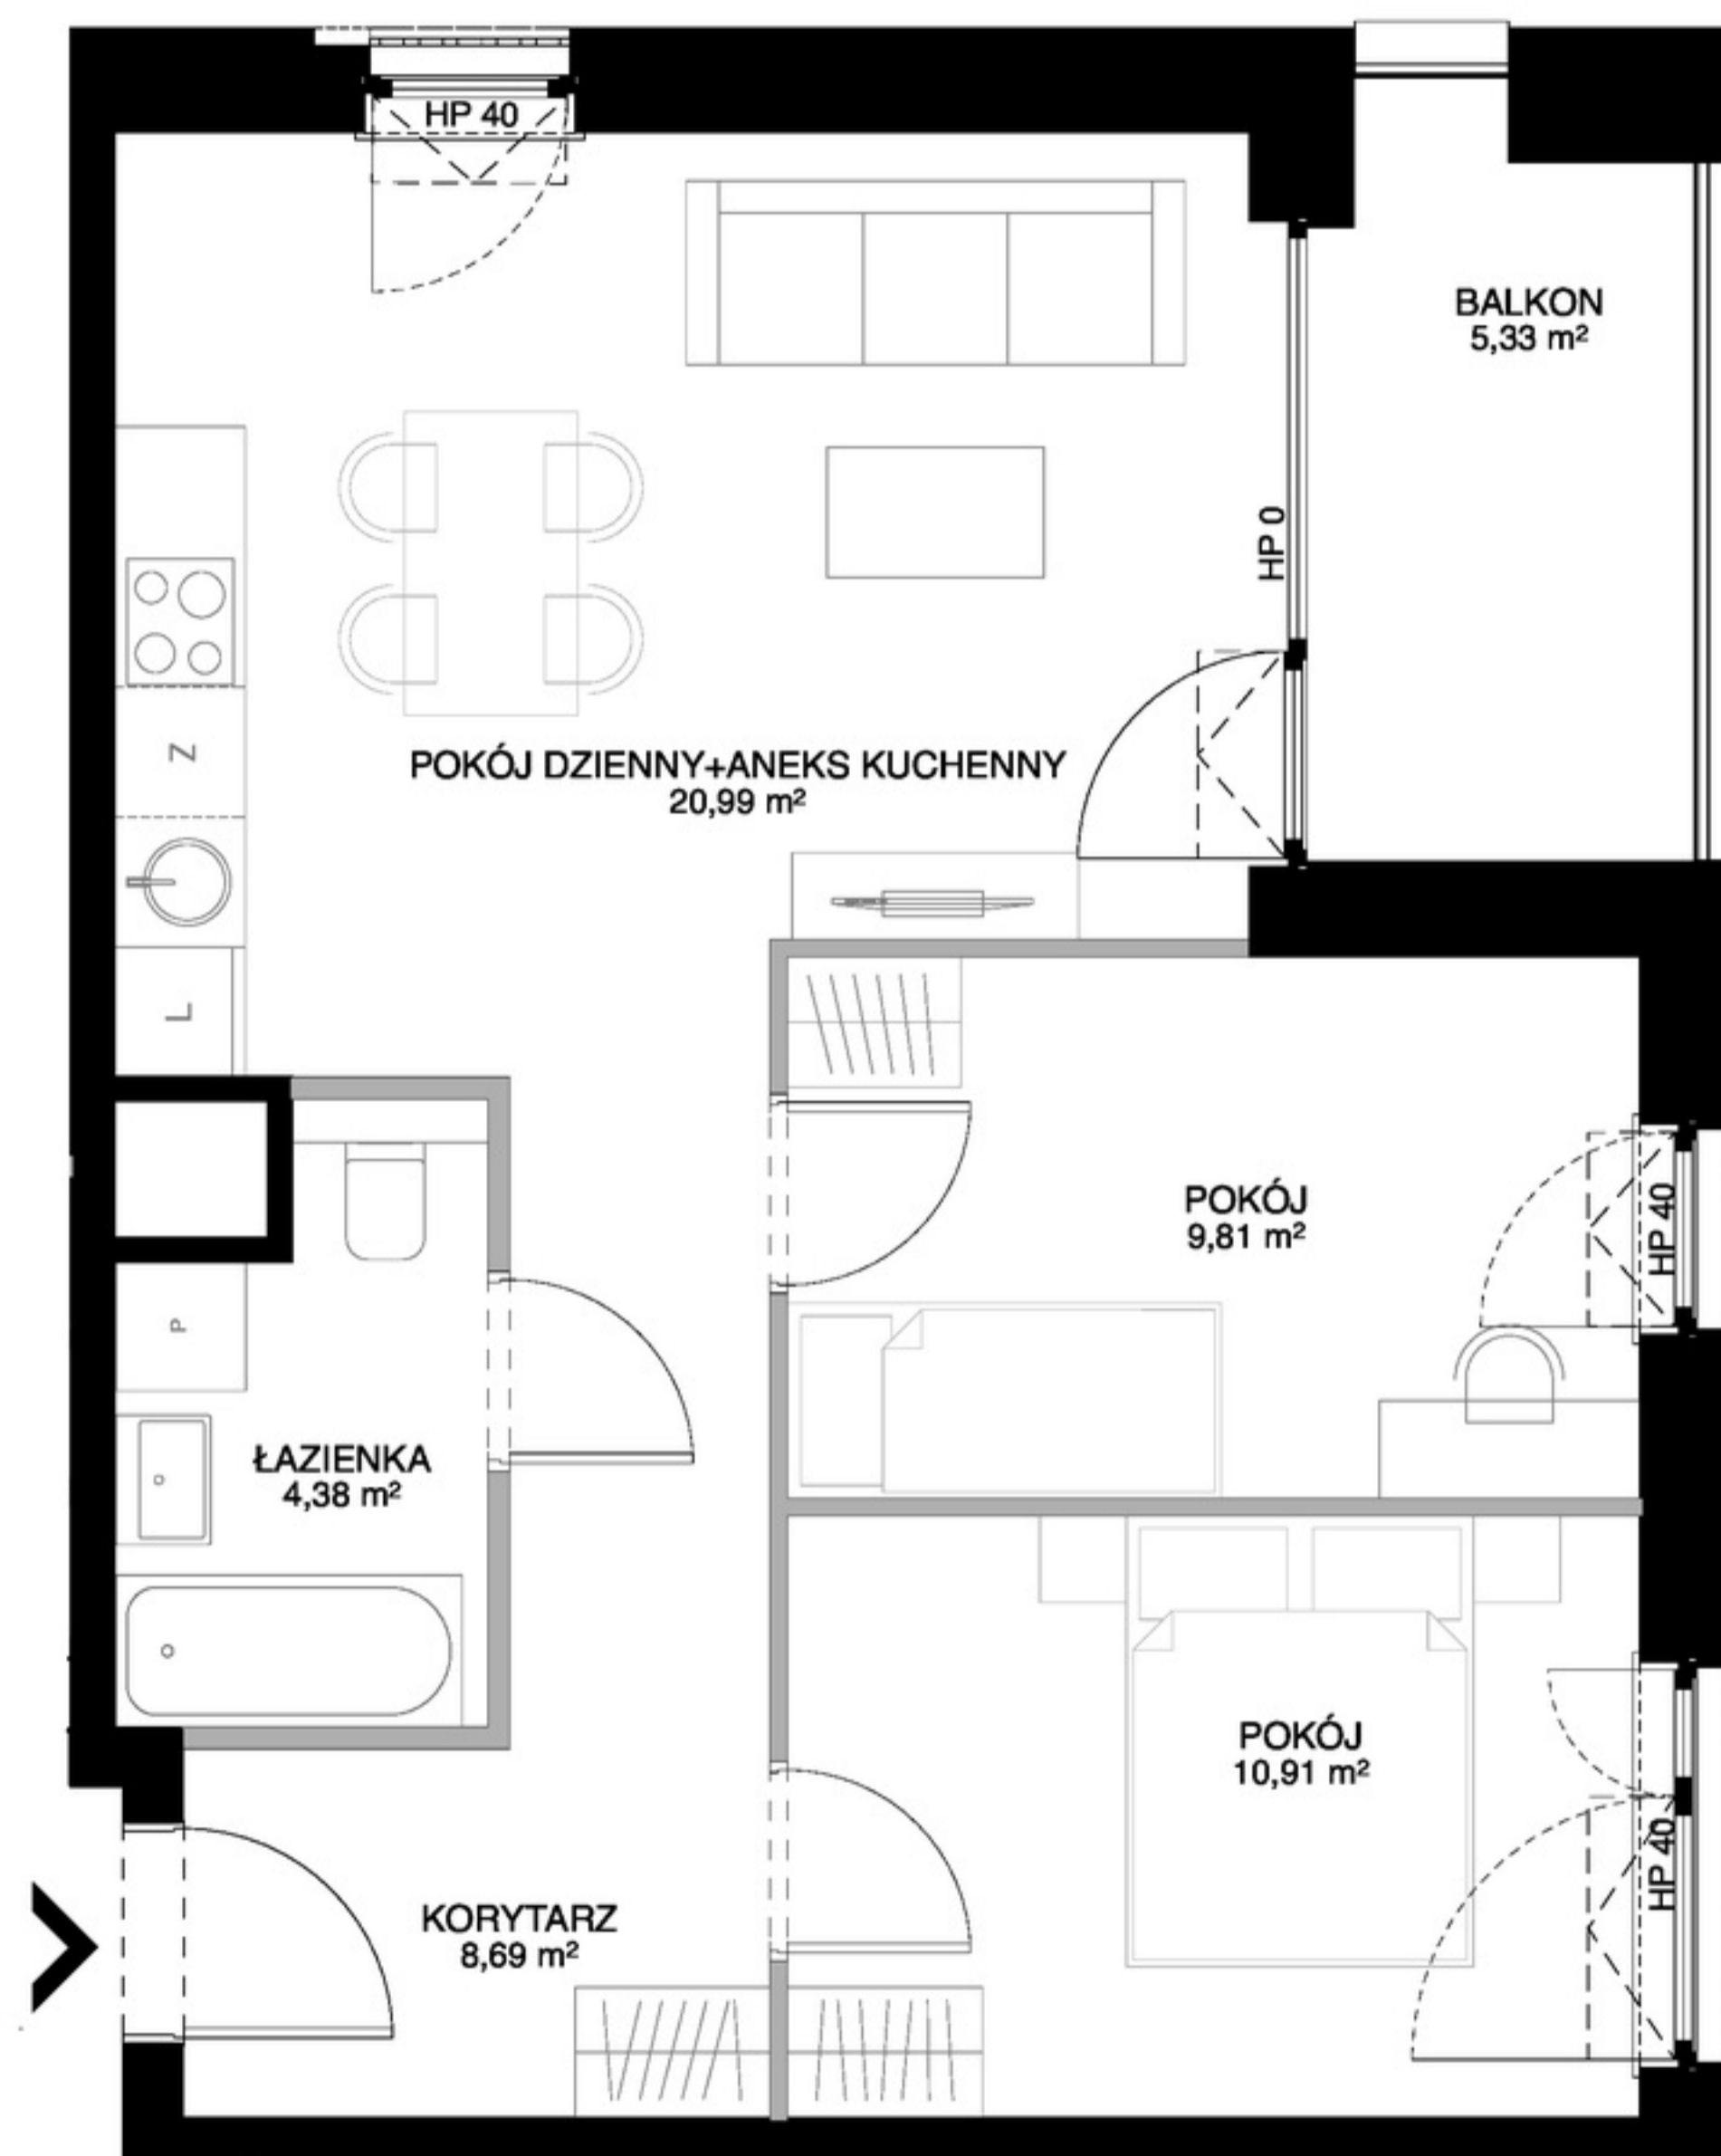 HP 40
BALKON
5,33 m²
HP 0
Z
POKÓJ DZIENNY+ANEKS KUCHENNY
20,99 m²
L
POKÓJ
9,81 m²
HP 40
P
ŁAZIENKA
4,38 m²
POKÓJ
10,91 m²
HP 40
KORYTARZ
8,69 m²